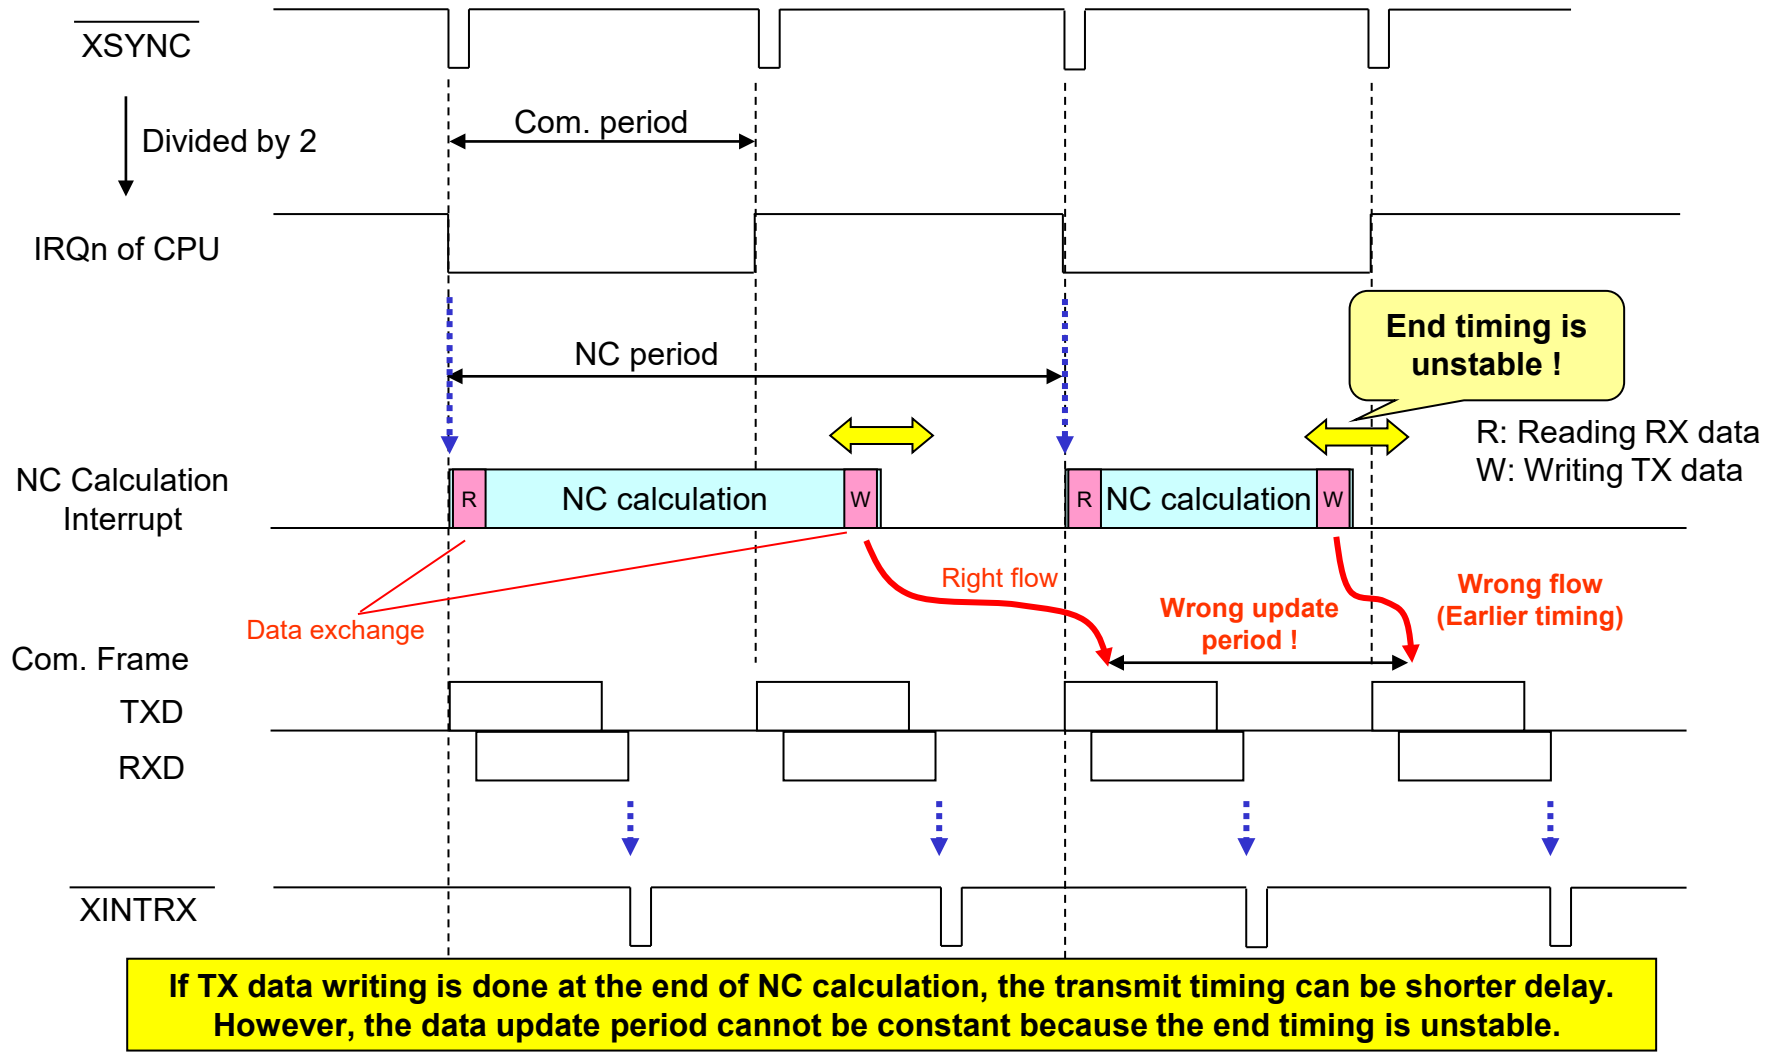 XSYNC
Divided by 2
Com. period
IRQn of CPU
End timing is
unstable !
NC period
R: Reading RX data
W: Writing TX data
NC Calculation
Interrupt
R
NC calculation
W
R
NC calculation
W
Right flow
Wrong update
period !
Wrong flow
(Earlier timing)
Data exchange
Com. Frame
TXD
RXD
XINTRX
If TX data writing is done at the end of NC calculation, the transmit timing can be shorter delay.
However, the data update period cannot be constant because the end timing is unstable.